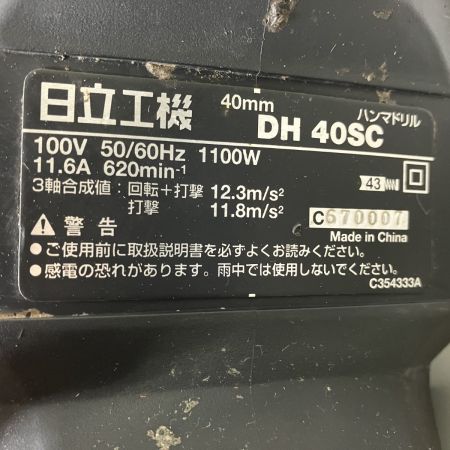 日立工機 40mm DH 40SC ハンマドリル
100V 50/60Hz 1100W
11.6A 620min-¹
3軸合成値：回転＋打撃 12.3m/s²
打撃 11.8m/s²
43
C670007
Made in China
⚠警告
●ご使用前に取扱説明書を必ずよくお読みください。
●感電の恐れがあります。雨中では使用しないでください。
C354333A